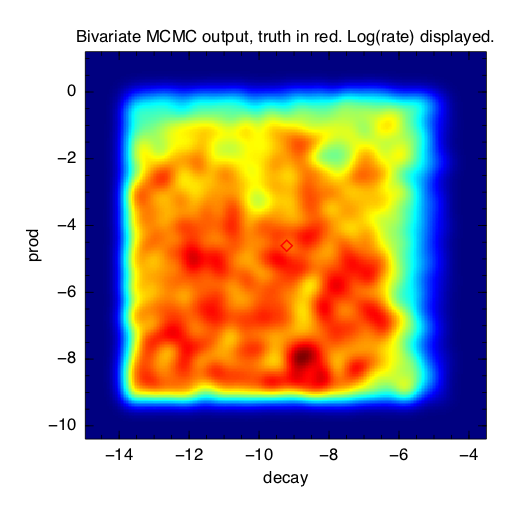 Bivariate MCMC output, truth in red. Log(rate) displayed.
0
−2
−4
−6
−8
−10
prod
−14 −12 −10 −8 −6 −4
decay